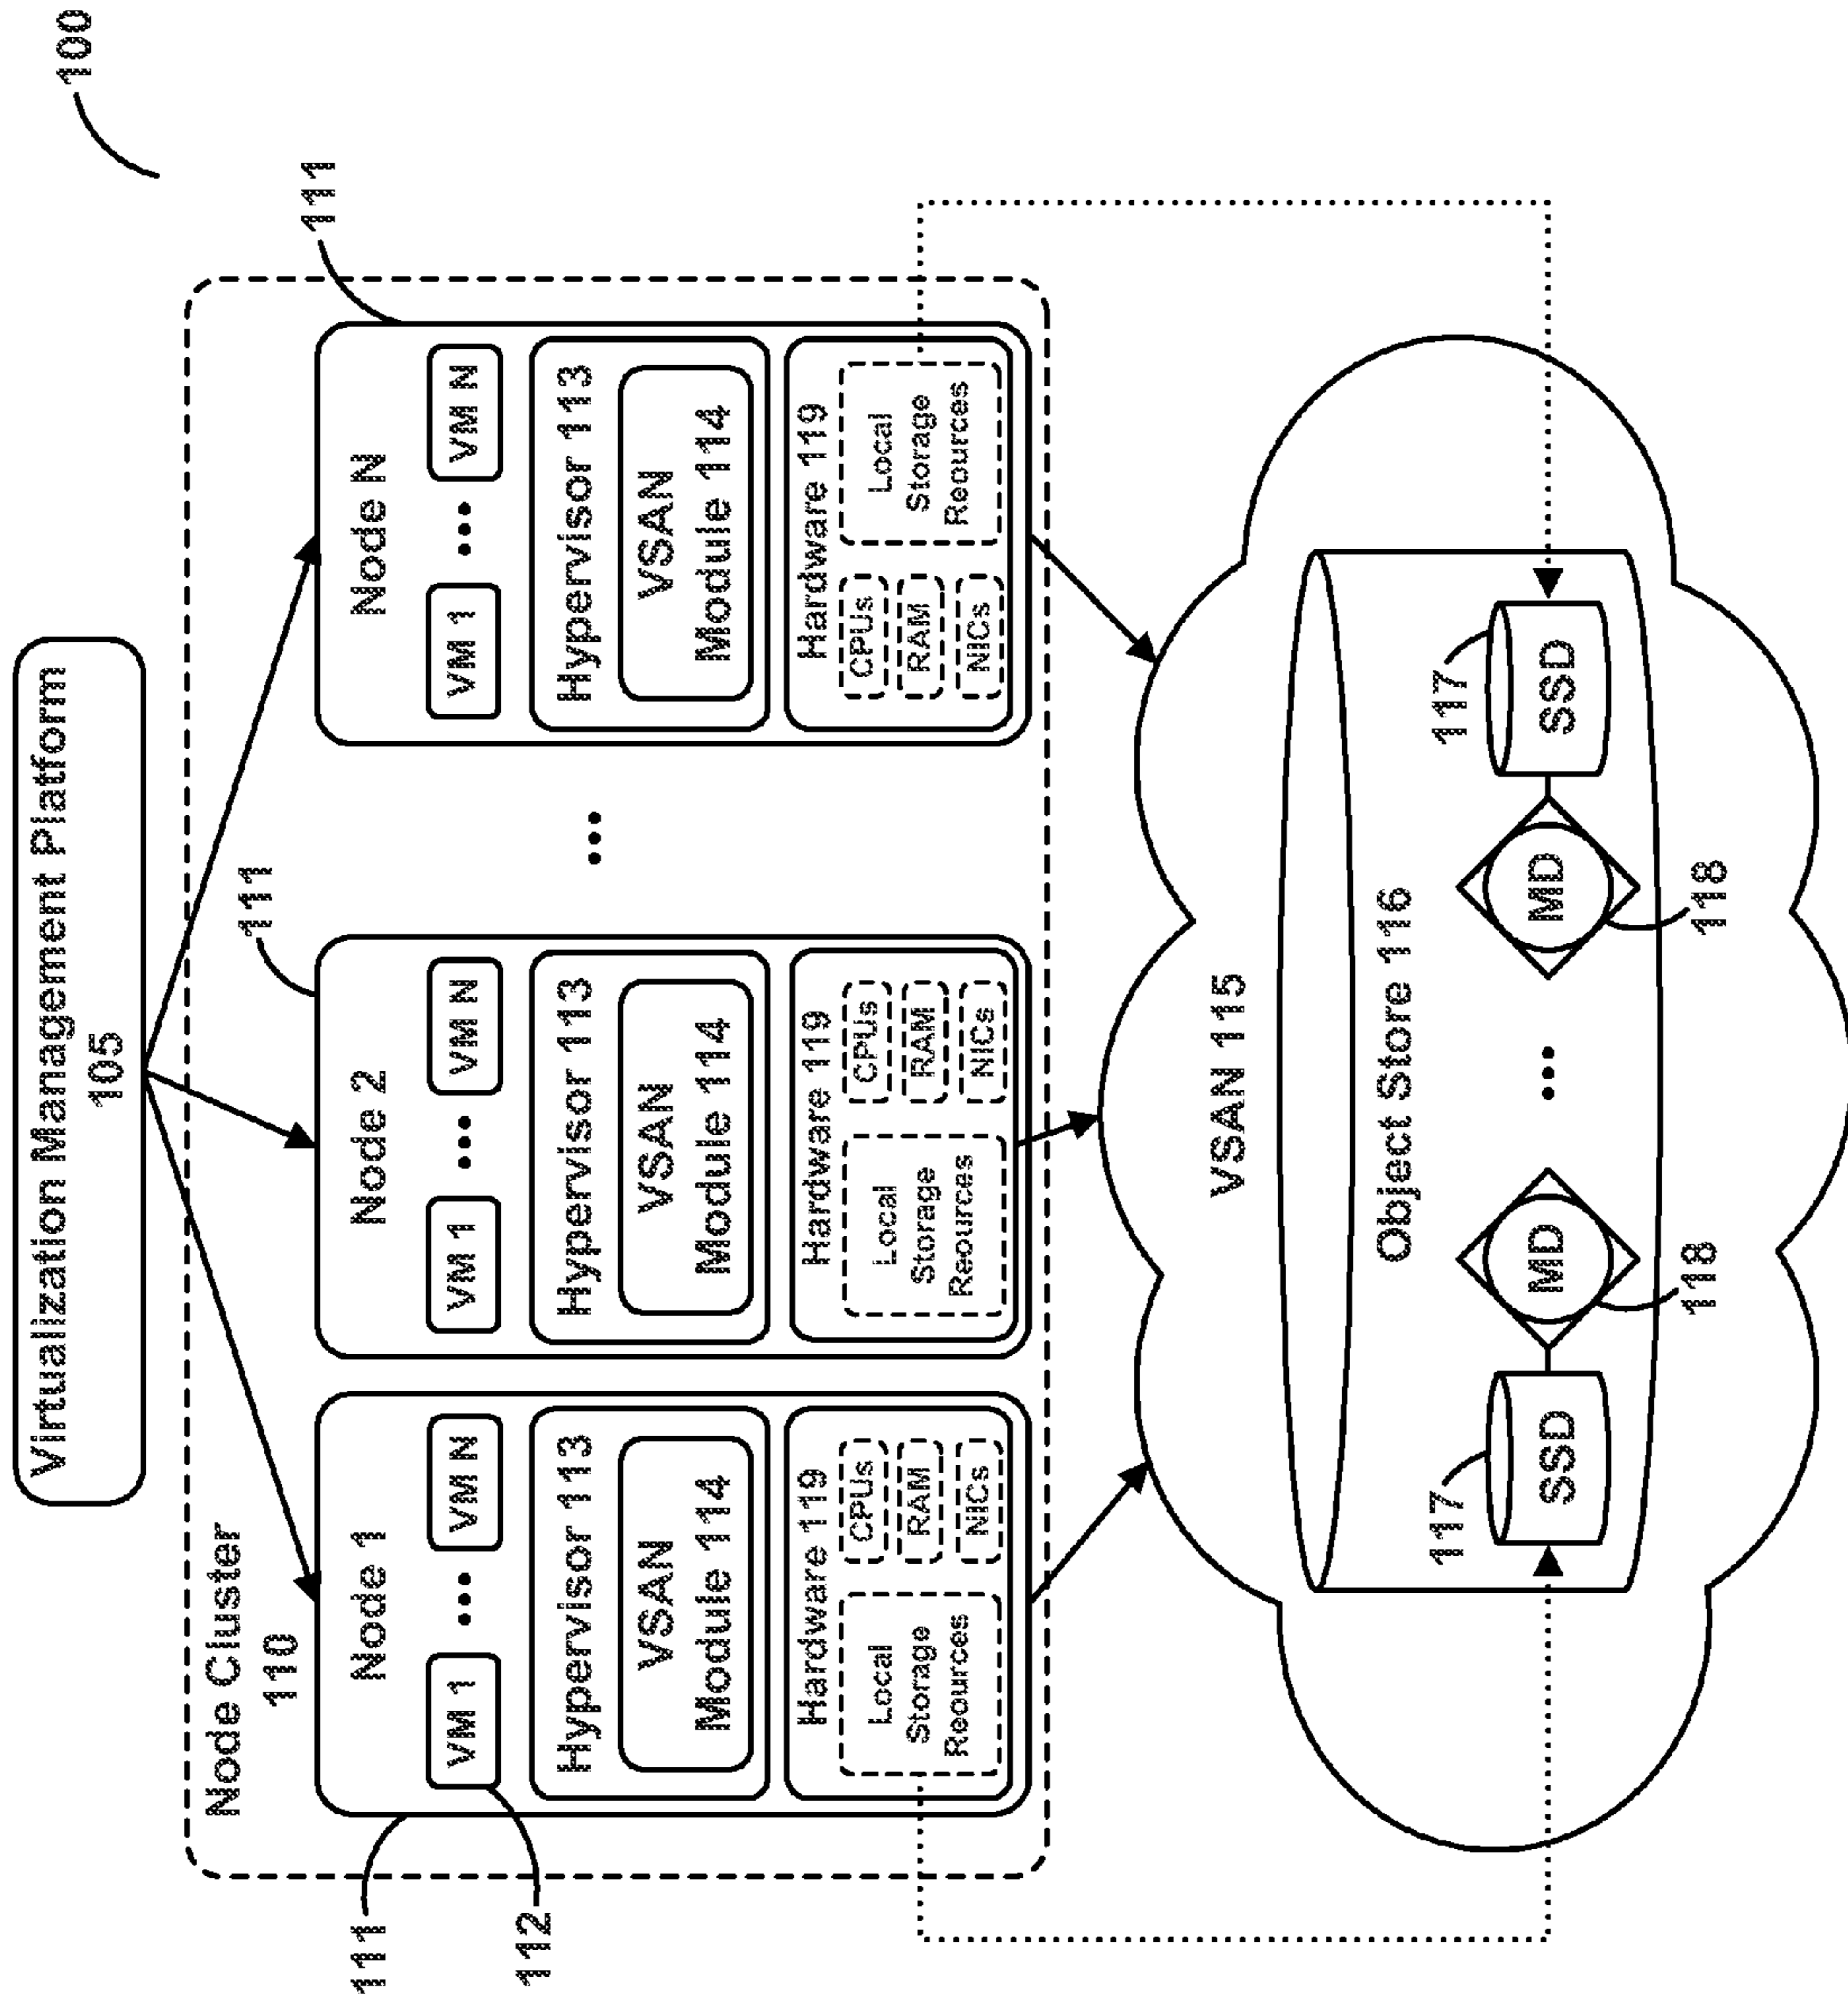 100
Virtualization Management Platform
105
Node Cluster
110
111
111
111
112
Node 1
VM 1
...
VM N
Hypervisor 113
VSAN
Module 114
Hardware 119
Local
Storage
Reources
CPUs
RAM
NICs
Node 2
VM 1
...
VM N
Hypervisor 113
VSAN
Module 114
Hardware 119
Local
Storage
Reources
CPUs
RAM
NICs
...
Node N
VM 1
...
VM N
Hypervisor 113
VSAN
Module 114
Hardware 119
CPUs
RAM
NICs
Local
Storage
Reources
VSAN 115
Object Store 116
117
SSD
MD
118
...
MD
118
117
SSD